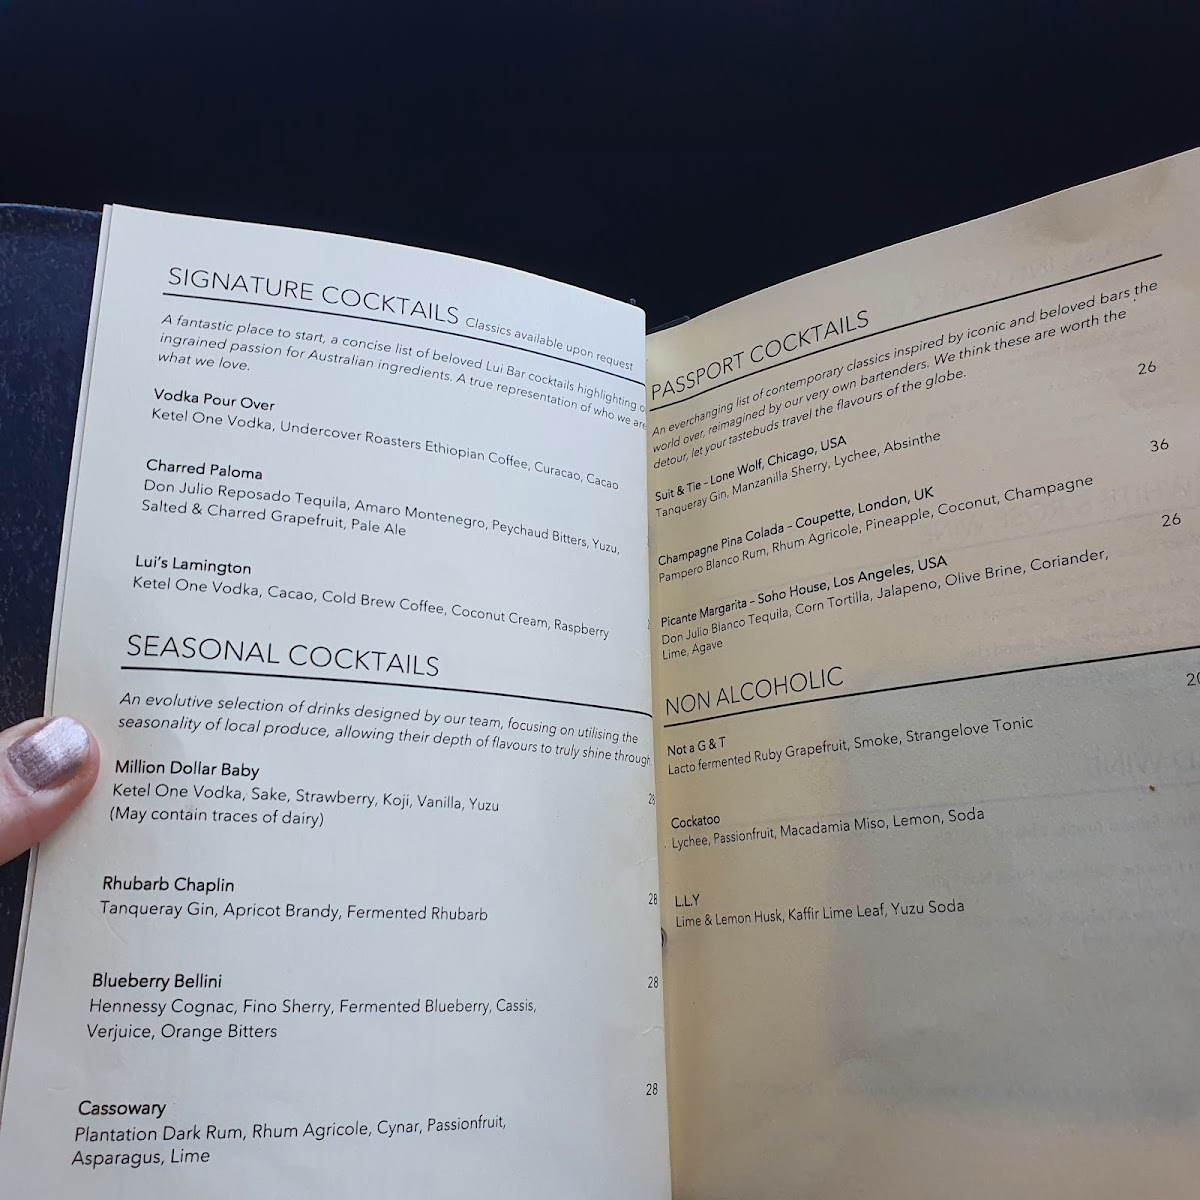 SIGNATURE COCKTAILS Classics available upon request
A fantastic place to start, a concise list of beloved Lui Bar cocktails highlighting
ingrained passion for Australian ingredients. A true representation of who we are
what we love.
Vodka Pour Over
Ketel One Vodka, Undercover Roasters Ethiopian Coffee, Curacao, Cacao
Charred Paloma
Don Julio Reposado Tequila, Amaro Montenegro, Peychaud Bitters, Yuzu,
Salted & Charred Grapefruit, Pale Ale
Lui's Lamington
Ketel One Vodka, Cacao, Cold Brew Coffee, Coconut Cream, Raspberry
SEASONAL COCKTAILS
An evolutive selection of drinks designed by our team, focusing on utilising the
seasonality of local produce, allowing their depth of flavours to truly shine through.
Million Dollar Baby
Ketel One Vodka, Sake, Strawberry, Koji, Vanilla, Yuzu
(May contain traces of dairy)
Rhubarb Chaplin 28
Tanqueray Gin, Apricot Brandy, Fermented Rhubarb
Blueberry Bellini 28
Hennessy Cognac, Fino Sherry, Fermented Blueberry, Cassis,
Verjuice, Orange Bitters
Cassowary 28
Plantation Dark Rum, Rhum Agricole, Cynar, Passionfruit,
Asparagus, Lime
PASSPORT COCKTAILS
An everchanging list of contemporary classics inspired by iconic and beloved bars the
world over, reimagined by our very own bartenders. We think these are worth the
detour, let your tastebuds travel the flavours of the globe.
Suit & Tie - Lone Wolf, Chicago, USA 26
Tanqueray Gin, Manzanilla Sherry, Lychee, Absinthe
Champagne Pina Colada - Coupette, London, UK 36
Pampero Blanco Rum, Rhum Agricole, Pineapple, Coconut, Champagne
Picante Margarita - Soho House, Los Angeles, USA 26
Don Julio Blanco Tequila, Corn Tortilla, Jalapeno, Olive Brine, Coriander,
Lime, Agave
NON ALCOHOLIC
Not a G & T 20
Lacto fermented Ruby Grapefruit, Smoke, Strangelove Tonic
Cockatoo
Lychee, Passionfruit, Macadamia Miso, Lemon, Soda
L.L.Y
Lime & Lemon Husk, Kaffir Lime Leaf, Yuzu Soda